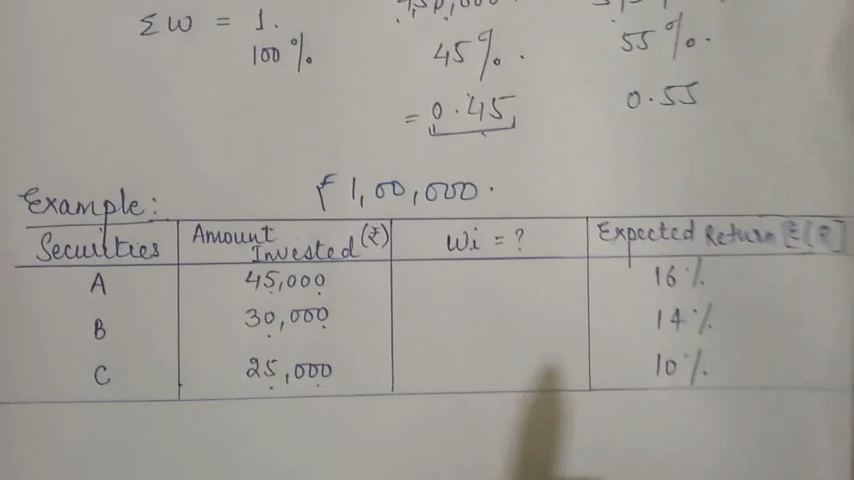 ΣW = 1.
100%
45%.
55%.
= 0.45
0.55
Example: ₹ 1,00,000.
Securities Amount Invested (₹) Wi = ? Expected Return E[R]
A 45,000 16%
B 30,000 14%
C 25,000 10%